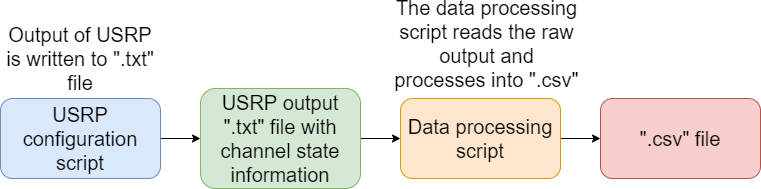 Output of USRP
is written to ".txt"
file
USRP
configuration
script
USRP output
".txt" file with
channel state
information
The data processing
script reads the raw
output and
processes into ".csv"
Data processing
script
".csv" file